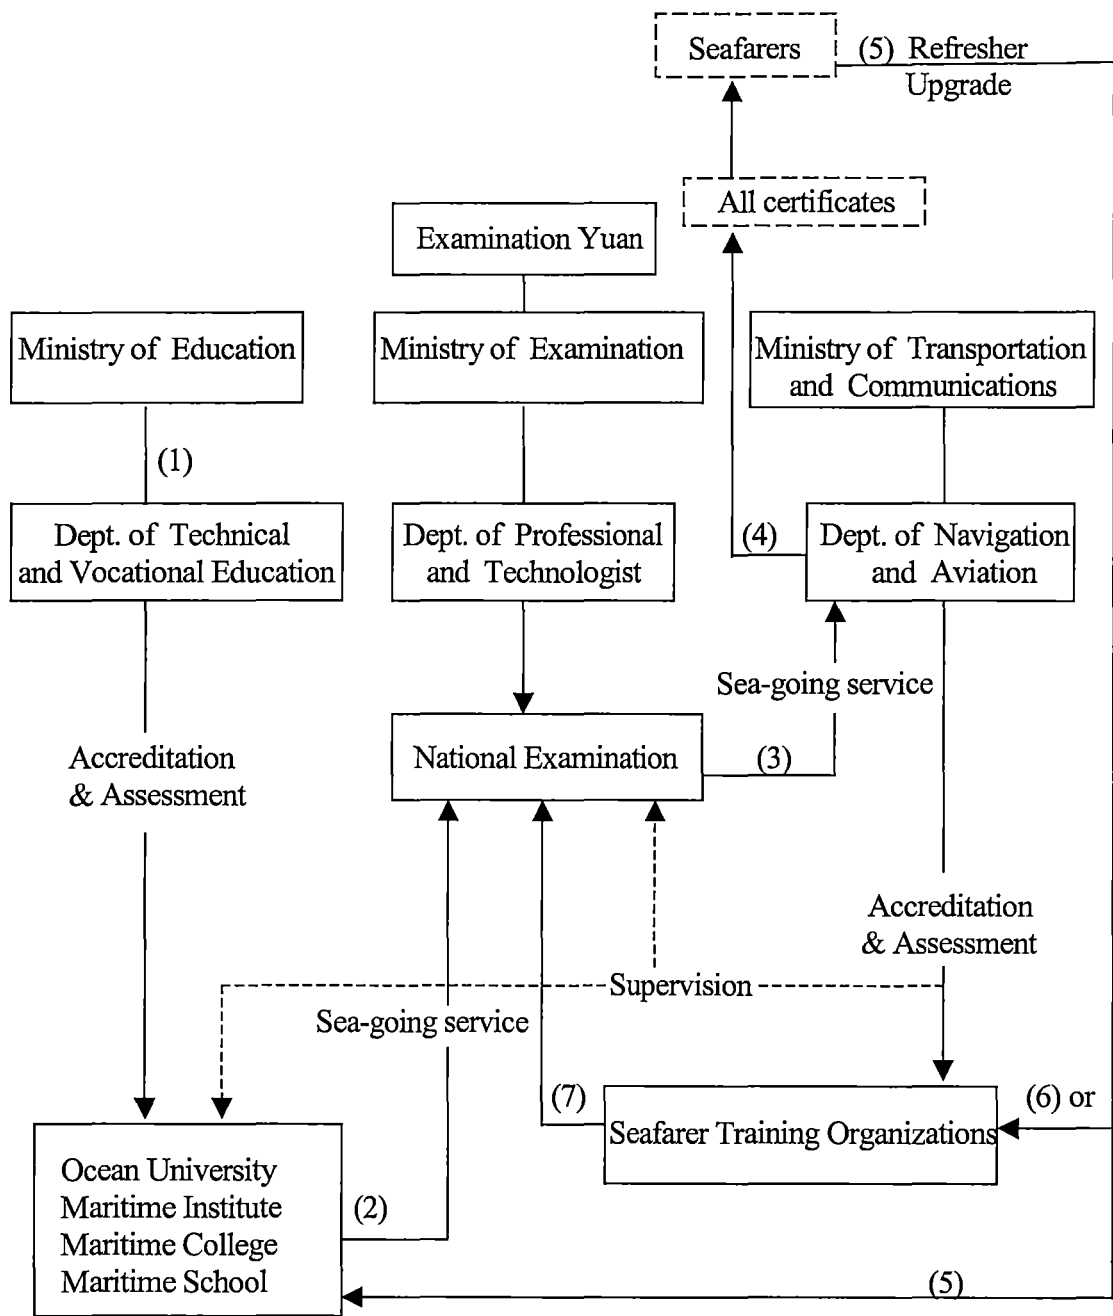 Seafarers
(5) Refresher
Upgrade
All certificates
Examination Yuan
Ministry of Education
Ministry of Examination
Ministry of Transportation
and Communications
(1)
Dept. of Technical
and Vocational Education
Dept. of Professional
and Technologist
(4)
Dept. of Navigation
and Aviation
Sea-going service
National Examination
(3)
Accreditation
& Assessment
Accreditation
& Assessment
Supervision
Sea-going service
(7)
Seafarer Training Organizations
(6) or
Ocean University
Maritime Institute
Maritime College
Maritime School
(2)
(5)